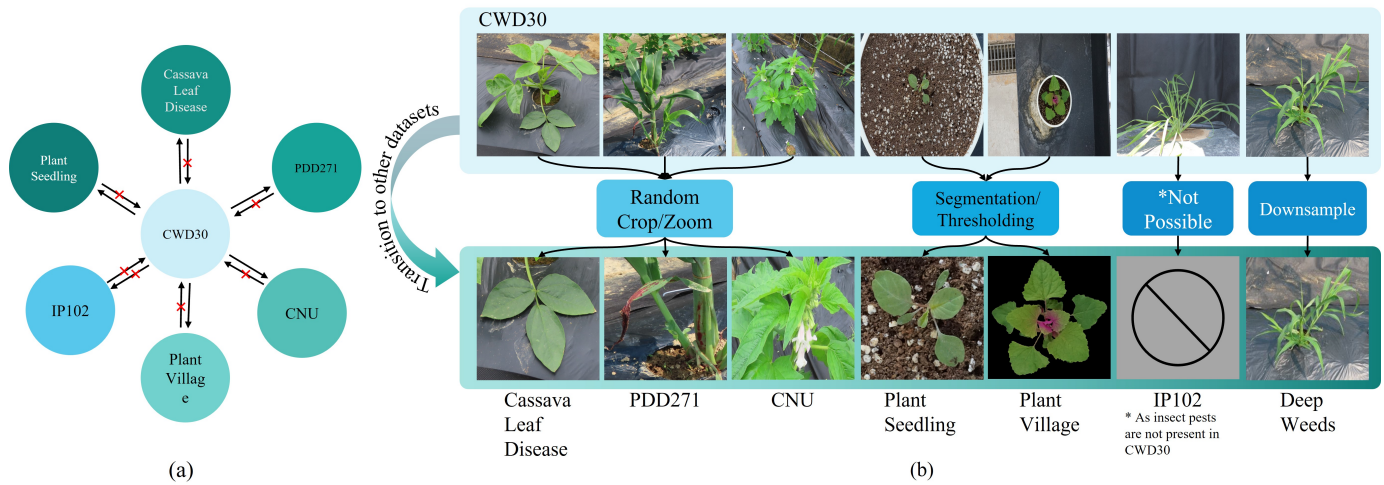 (a)
Cassava
Leaf
Disease
Plant
Seedling
PDD271
CWD30
IP102
CNU
Plant
Villag
e
(a)
CWD30
Transition to other datasets
Random
Crop/Zoom
Segmentation/
Thresholding
*Not
Possible
Downsample
Cassava
Leaf
Disease
PDD271
CNU
Plant
Seedling
Plant
Village
IP102
* As insect pests
are not present in
CWD30
Deep
Weeds
(b)